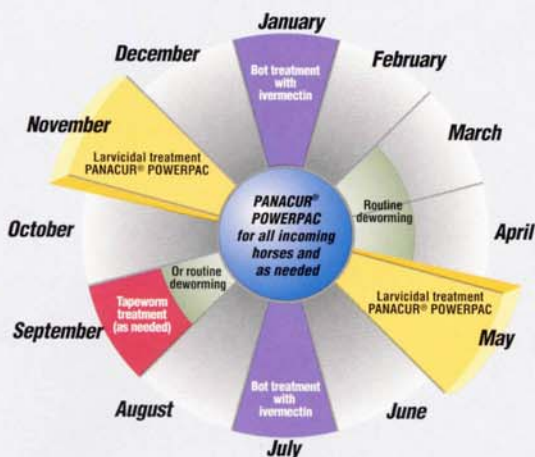 January
Bot treatment
with
ivermectin
February
March
Routine
deworming
April
Larvicidal treatment
PANACUR® POWERPAC
May
June
Bot treatment
with
ivermectin
July
August
Tapeworm
treatment
(as needed)
Or routine
deworming
September
October
Larvicidal treatment
PANACUR® POWERPAC
November
December
PANACUR®
POWERPAC
for all incoming
horses and
as needed